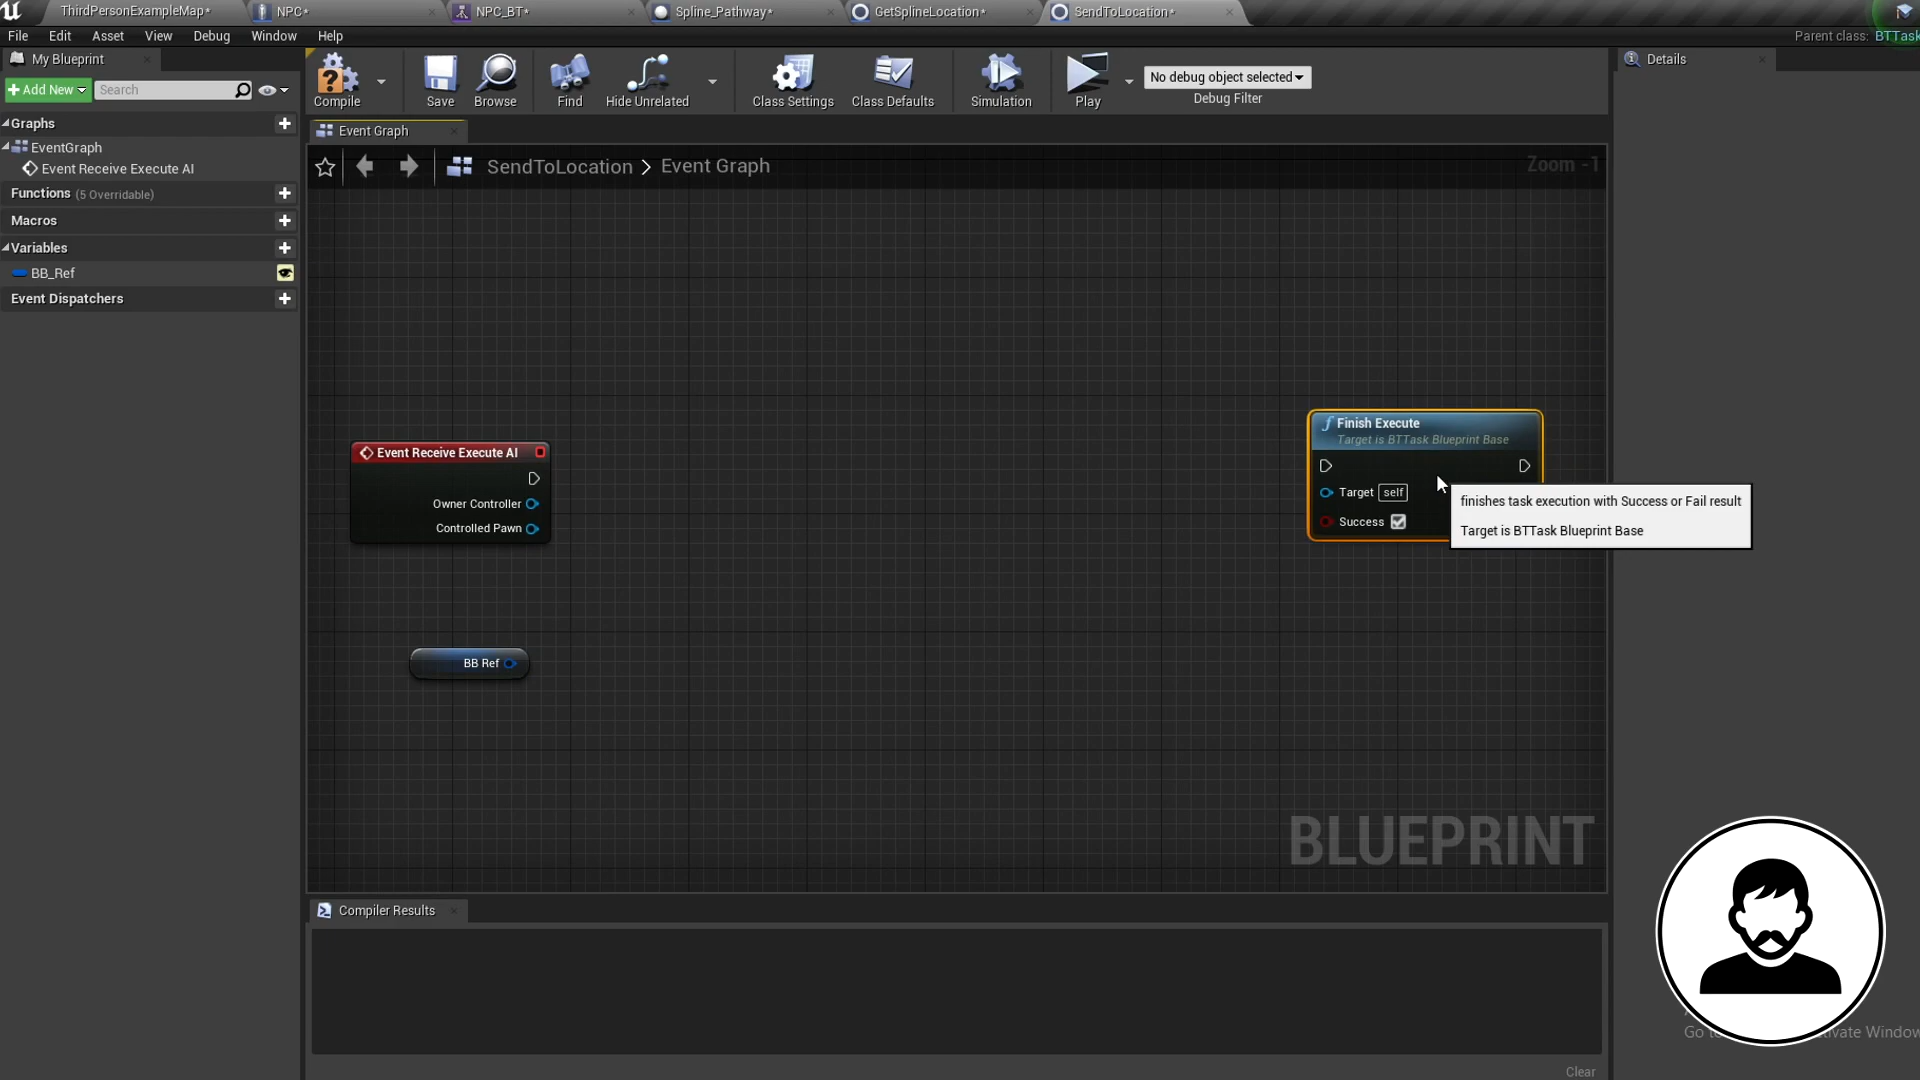 ThirdPersonExampleMap*
NPC*
NPC_BT*
Spline_Pathway*
GetSplineLocation*
SendToLocation*
File Edit Asset View Debug Window Help
Parent class: BTTask
My Blueprint
Add New
Search
Compile
Save
Browse
Find
Hide Unrelated
Class Settings
Class Defaults
Simulation
Play
No debug object selected
Debug Filter
Details
Graphs
EventGraph
Event Receive Execute AI
Functions (5 Overridable)
Macros
Variables
BB_Ref
Event Dispatchers
Event Graph
SendToLocation > Event Graph
Zoom -1
Event Receive Execute AI
Owner Controller
Controlled Pawn
BB Ref
Finish Execute
Target is BTTask Blueprint Base
Target self
Success
finishes task execution with Success or Fail result
Target is BTTask Blueprint Base
BLUEPRINT
Compiler Results
Clear